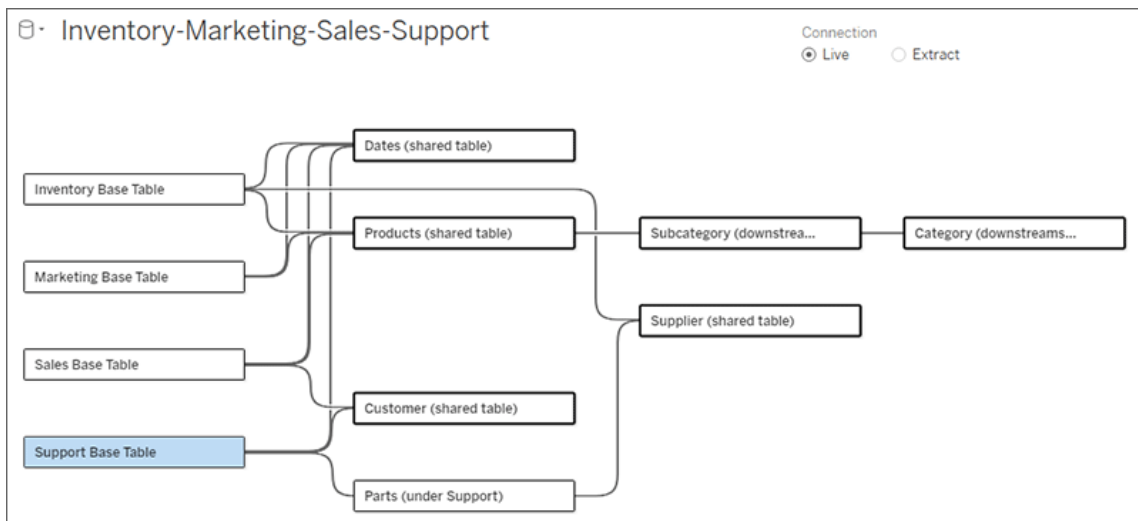 Inventory-Marketing-Sales-Support
Connection
Live
Extract
Dates (shared table)
Inventory Base Table
Products (shared table)
Subcategory (downstrea...
Category (downstreams...
Marketing Base Table
Supplier (shared table)
Sales Base Table
Customer (shared table)
Support Base Table
Parts (under Support)